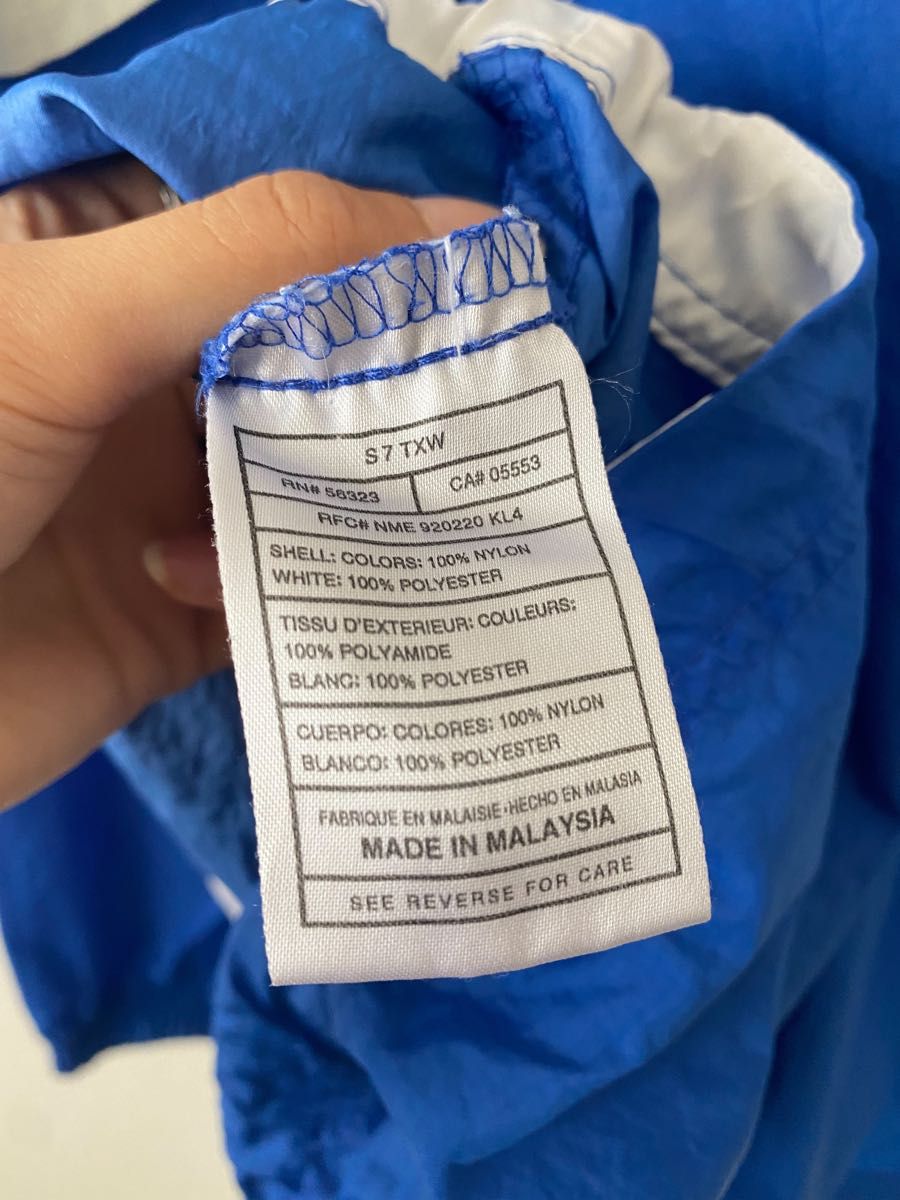 S 7 TXW
RN# 56323
CA# 05553
RFC# NME 920220 KL4
SHELL: COLORS: 100% NYLON
WHITE: 100% POLYESTER
TISSU D'EXTERIEUR: COULEURS:
100% POLYAMIDE
BLANC: 100% POLYESTER
CUERPO: COLORES: 100% NYLON
BLANCO: 100% POLYESTER
FABRIQUE EN MALAISIE•HECHO EN MALASIA
MADE IN MALAYSIA
SEE REVERSE FOR CARE